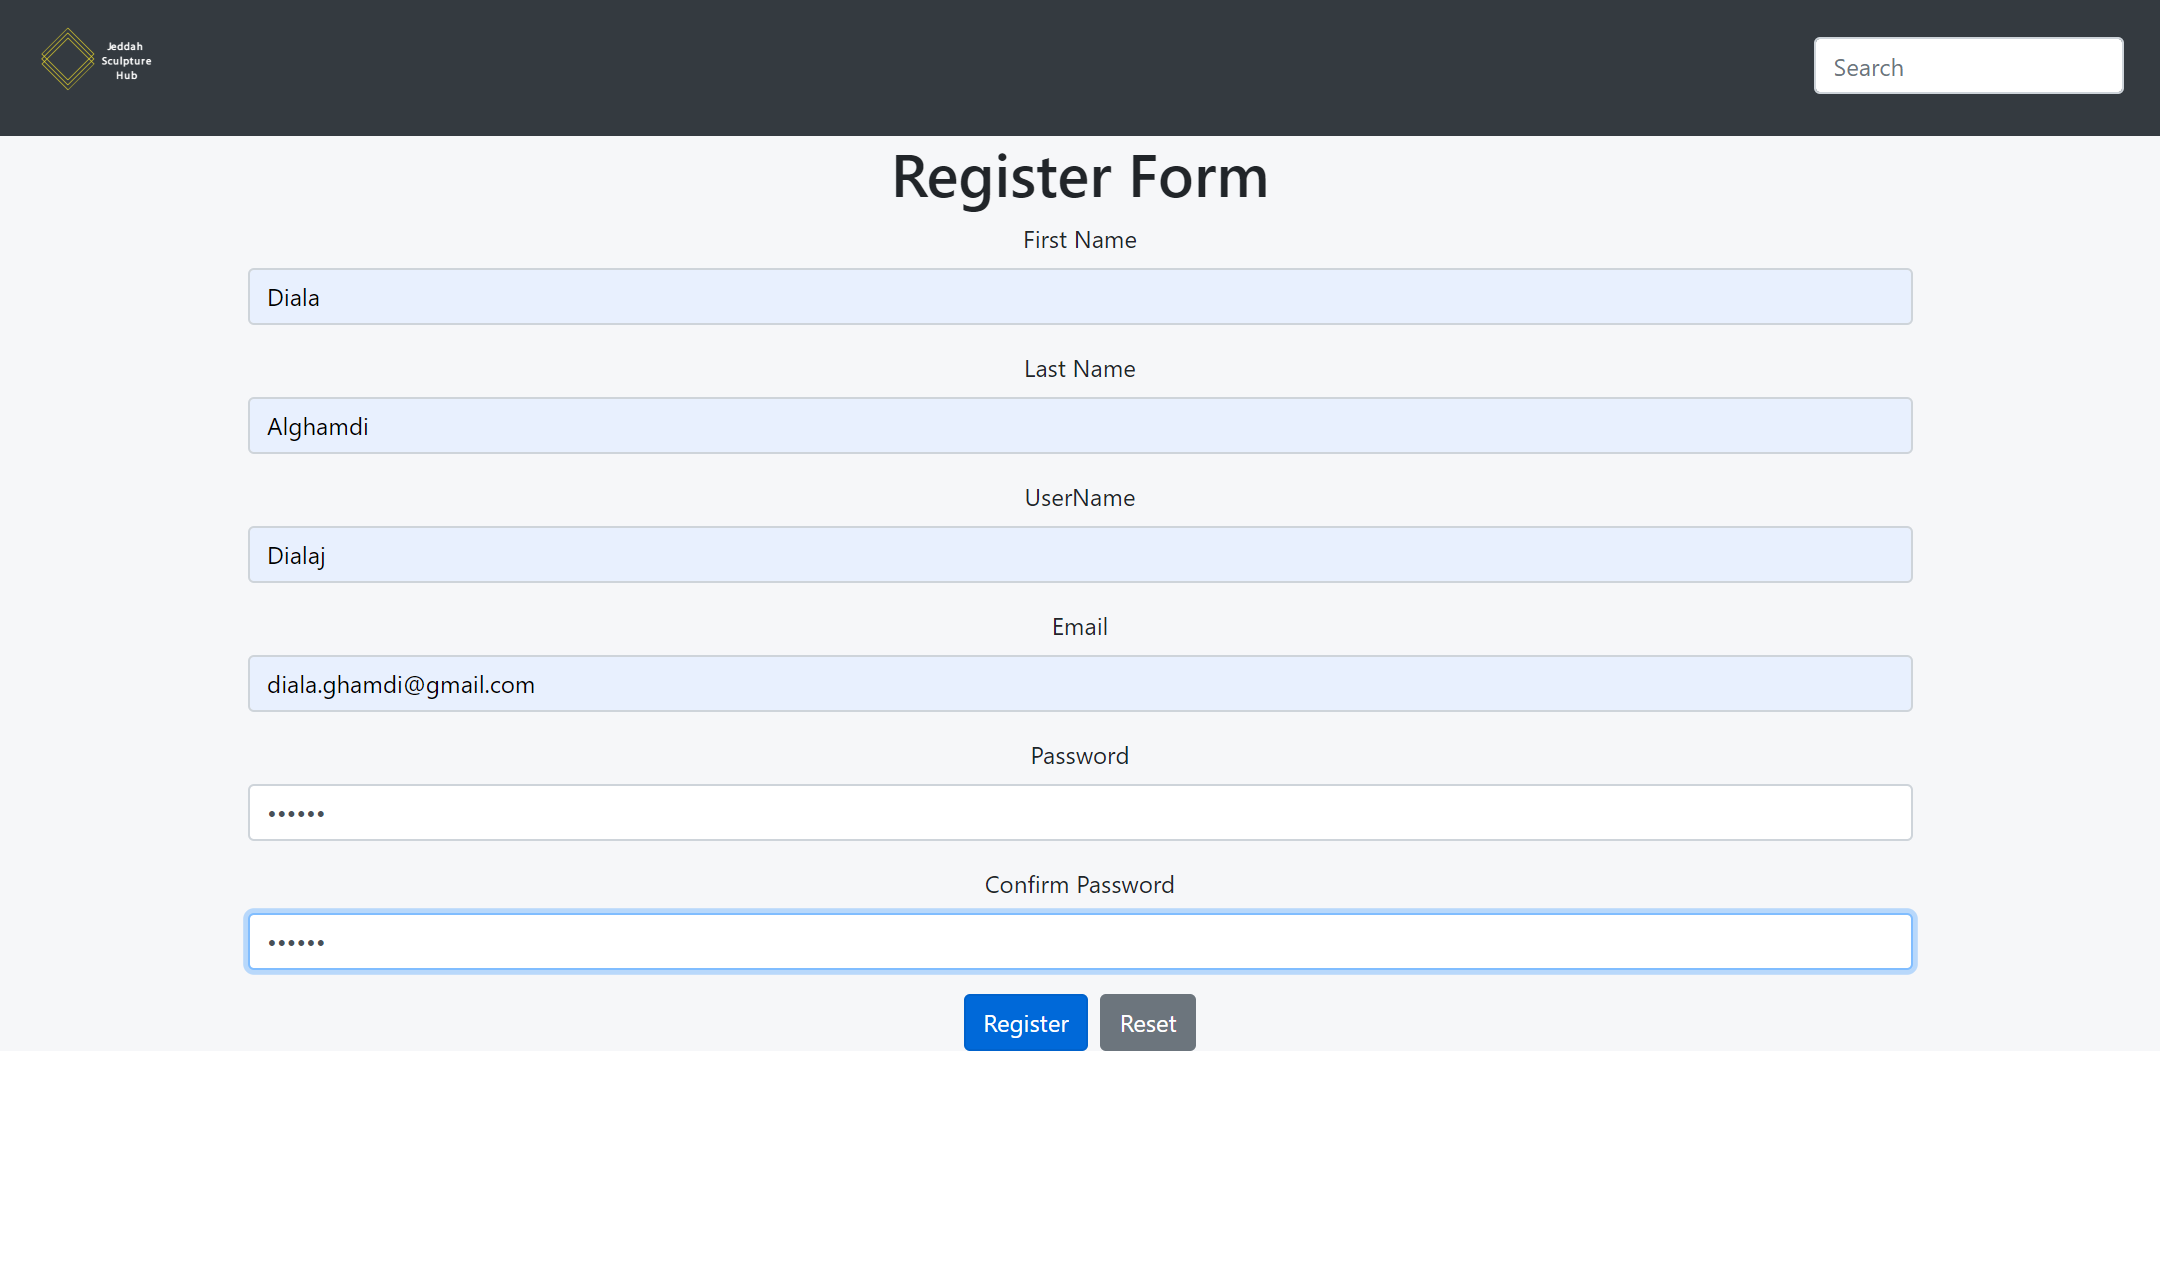 Jeddah
Sculpture
Hub
Search
Register Form
First Name
Diala
Last Name
Alghamdi
UserName
Dialaj
Email
diala.ghamdi@gmail.com
Password
••••••
Confirm Password
••••••
Register Reset